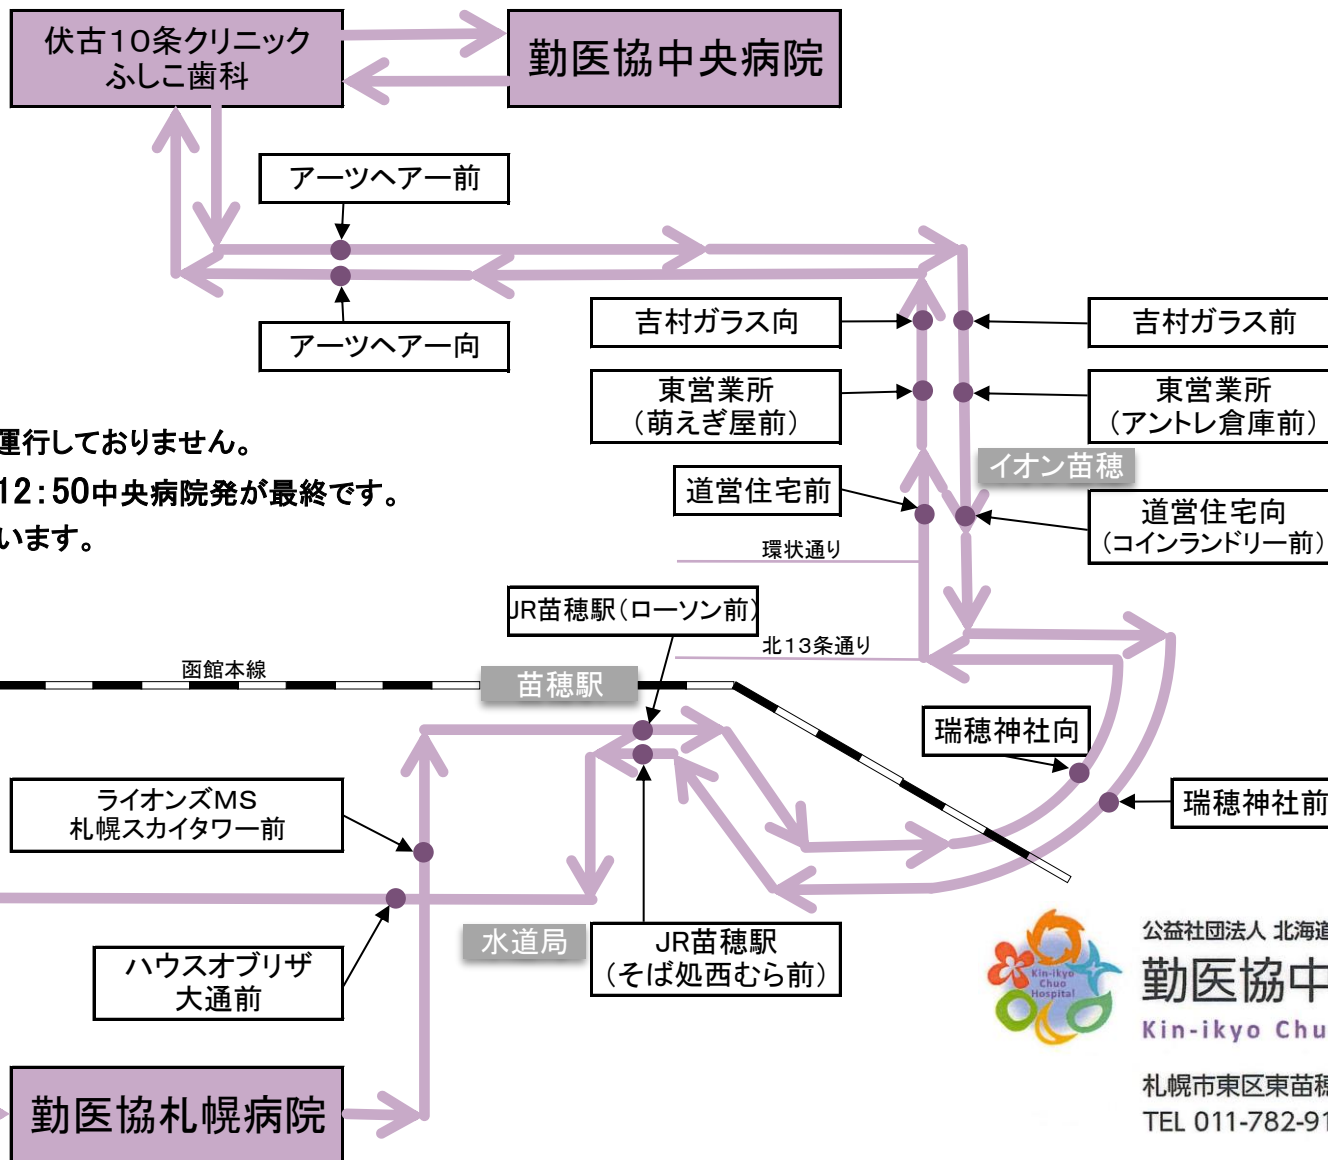 伏古10条クリニック
ふしこ歯科
勤医協中央病院
アーツヘアー前
アーツヘアー向
吉村ガラス向
吉村ガラス前
東営業所
(萌えぎ屋前)
東営業所
(アントレ倉庫前)
運行しておりません。
12:50中央病院発が最終です。
います。
イオン苗穂
道営住宅前
道営住宅向
(コインランドリー前)
環状通り
JR苗穂駅(ローソン前)
北13条通り
函館本線
苗穂駅
瑞穂神社向
瑞穂神社前
ライオンズMS
札幌スカイタワー前
水道局
JR苗穂駅
(そば処西むら前)
ハウスオブリザ
大通前
勤医協札幌病院
Kin-ikyo
Chuo
Hospital
公益社団法人 北海道
勤医協中
Kin-ikyo Chu
札幌市東区東苗穂
TEL 011-782-91